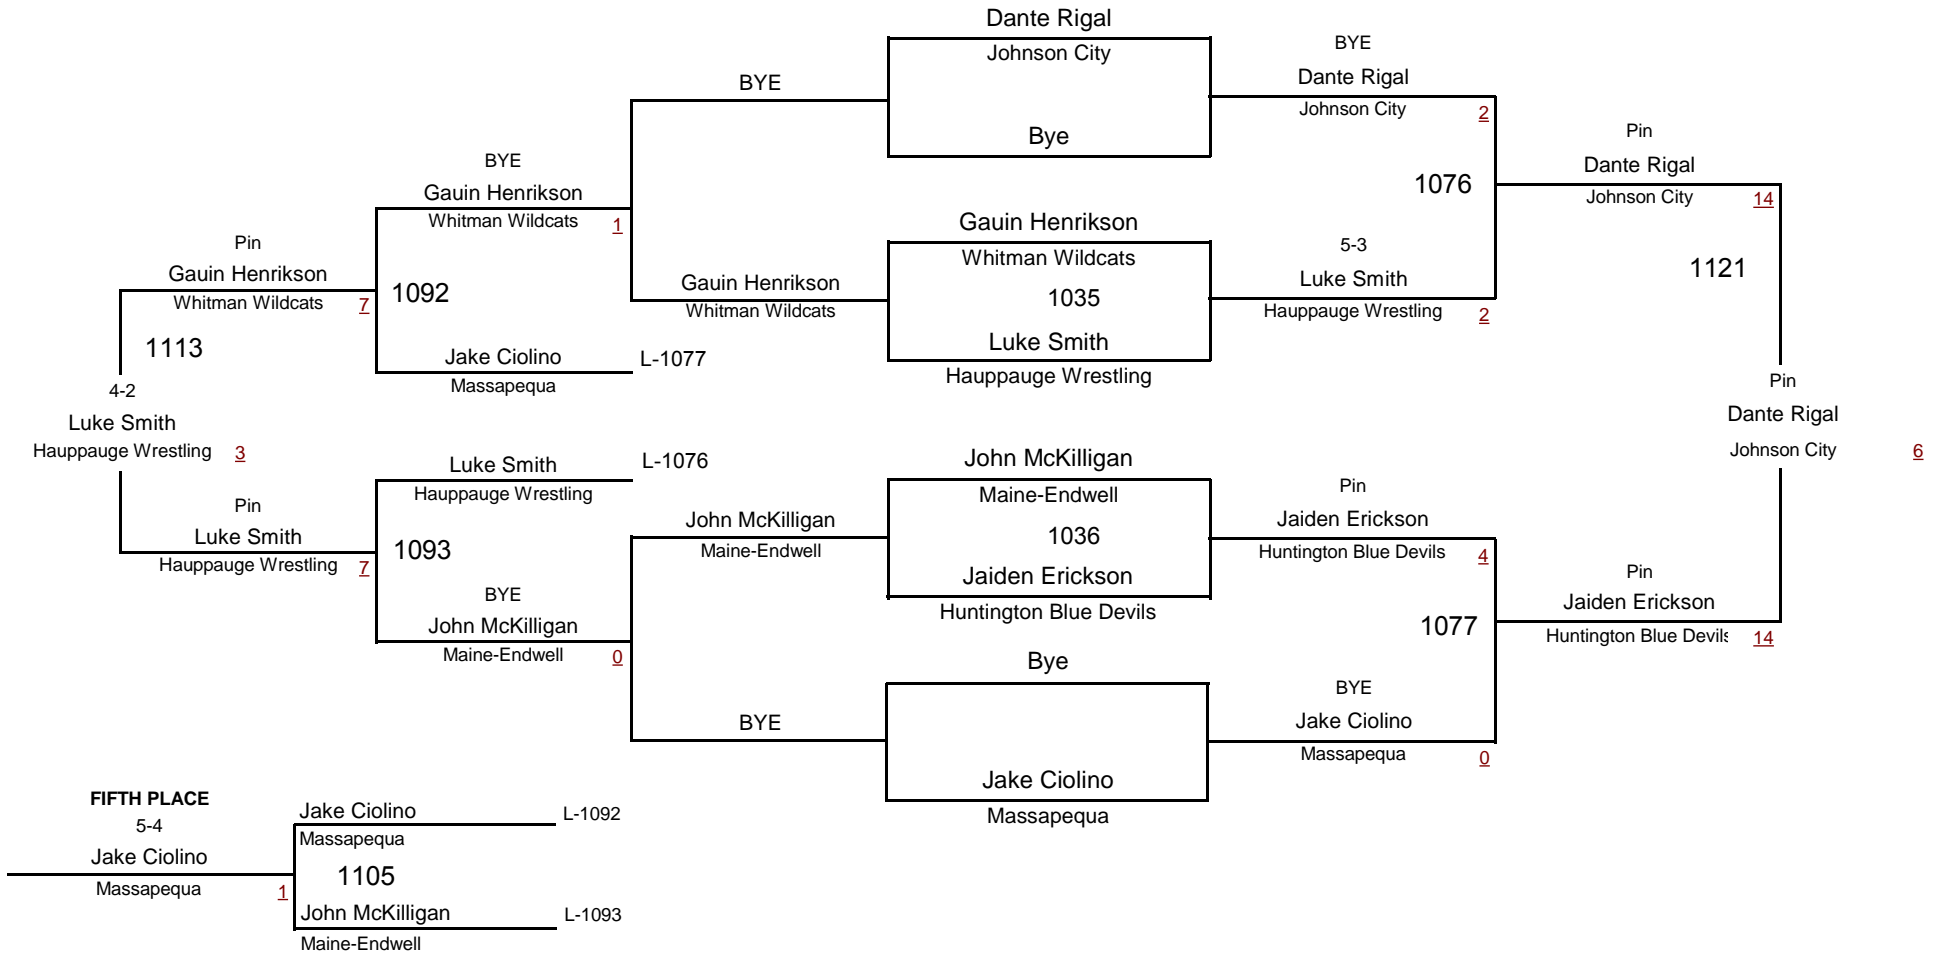 Dante Rigal
Johnson City
BYE
Dante Rigal
Johnson City
2
BYE
Bye
Pin
Dante Rigal
Johnson City
14
BYE
Gauin Henrikson
Whitman Wildcats
1
1076
Gauin Henrikson
Whitman Wildcats
1035
Luke Smith
Hauppauge Wrestling
5-3
Luke Smith
Hauppauge Wrestling
2
1121
Pin
Gauin Henrikson
Whitman Wildcats
7
1092
Gauin Henrikson
Whitman Wildcats
1113
Jake Ciolino
L-1077
Massapequa
4-2
Luke Smith
Hauppauge Wrestling
3
Pin
Dante Rigal
Johnson City
6
Luke Smith
L-1076
Hauppauge Wrestling
John McKilligan
Maine-Endwell
1036
Jaiden Erickson
Huntington Blue Devils
Pin
Jaiden Erickson
Huntington Blue Devils
4
Pin
Luke Smith
Hauppauge Wrestling
7
1093
John McKilligan
Maine-Endwell
BYE
John McKilligan
Maine-Endwell
0
1077
Pin
Jaiden Erickson
Huntington Blue Devils
14
Bye
BYE
BYE
Jake Ciolino
Massapequa
0
Jake Ciolino
Massapequa
FIFTH PLACE
5-4
Jake Ciolino
Massapequa
1
Jake Ciolino
L-1092
Massapequa
1105
John McKilligan
L-1093
Maine-Endwell